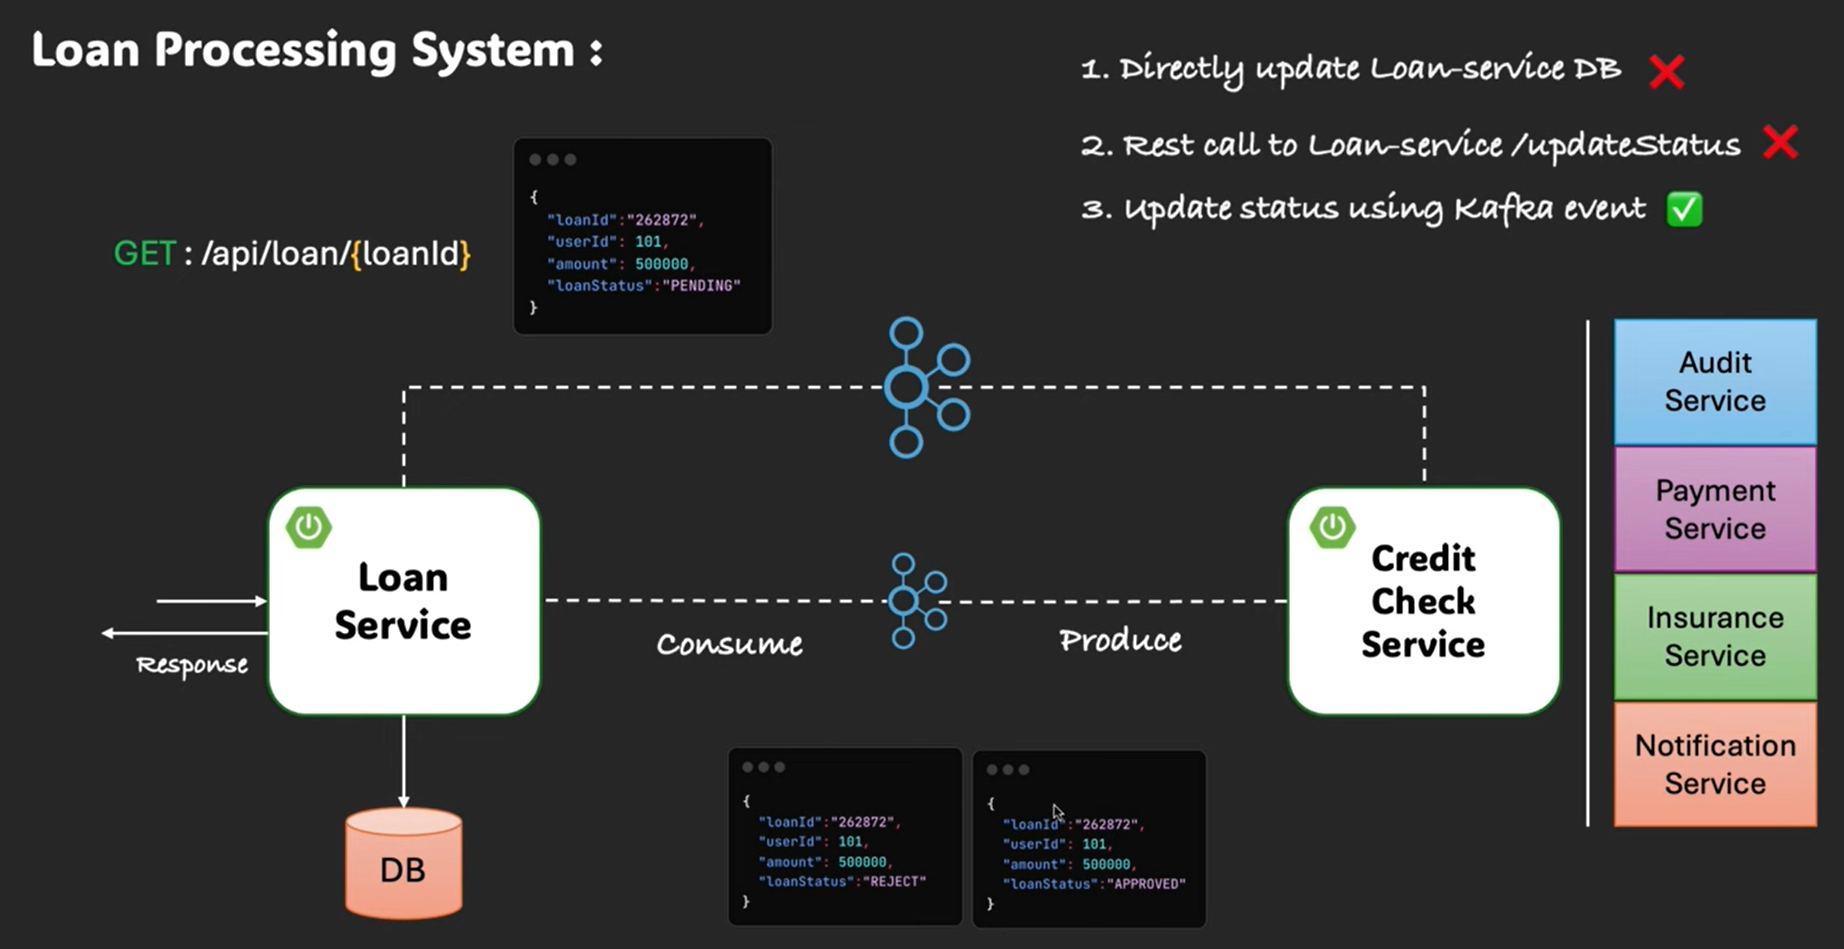 Loan Processing System :
1. Directly update Loan-service DB
2. Rest call to Loan-service /updateStatus
3. Update status using Kafka event
GET : /api/loan/{loanId}
{
"loanId":"262872",
"userId": 101,
"amount": 500000,
"loanStatus":"PENDING"
}
Loan
Service
Response
Consume
Produce
Credit
Check
Service
Audit
Service
Payment
Service
Insurance
Service
Notification
Service
DB
{
"loanId":"262872",
"userId": 101,
"amount": 500000,
"loanStatus":"REJECT"
}
{
"loanId":"262872",
"userId": 101,
"amount": 500000,
"loanStatus":"APPROVED"
}